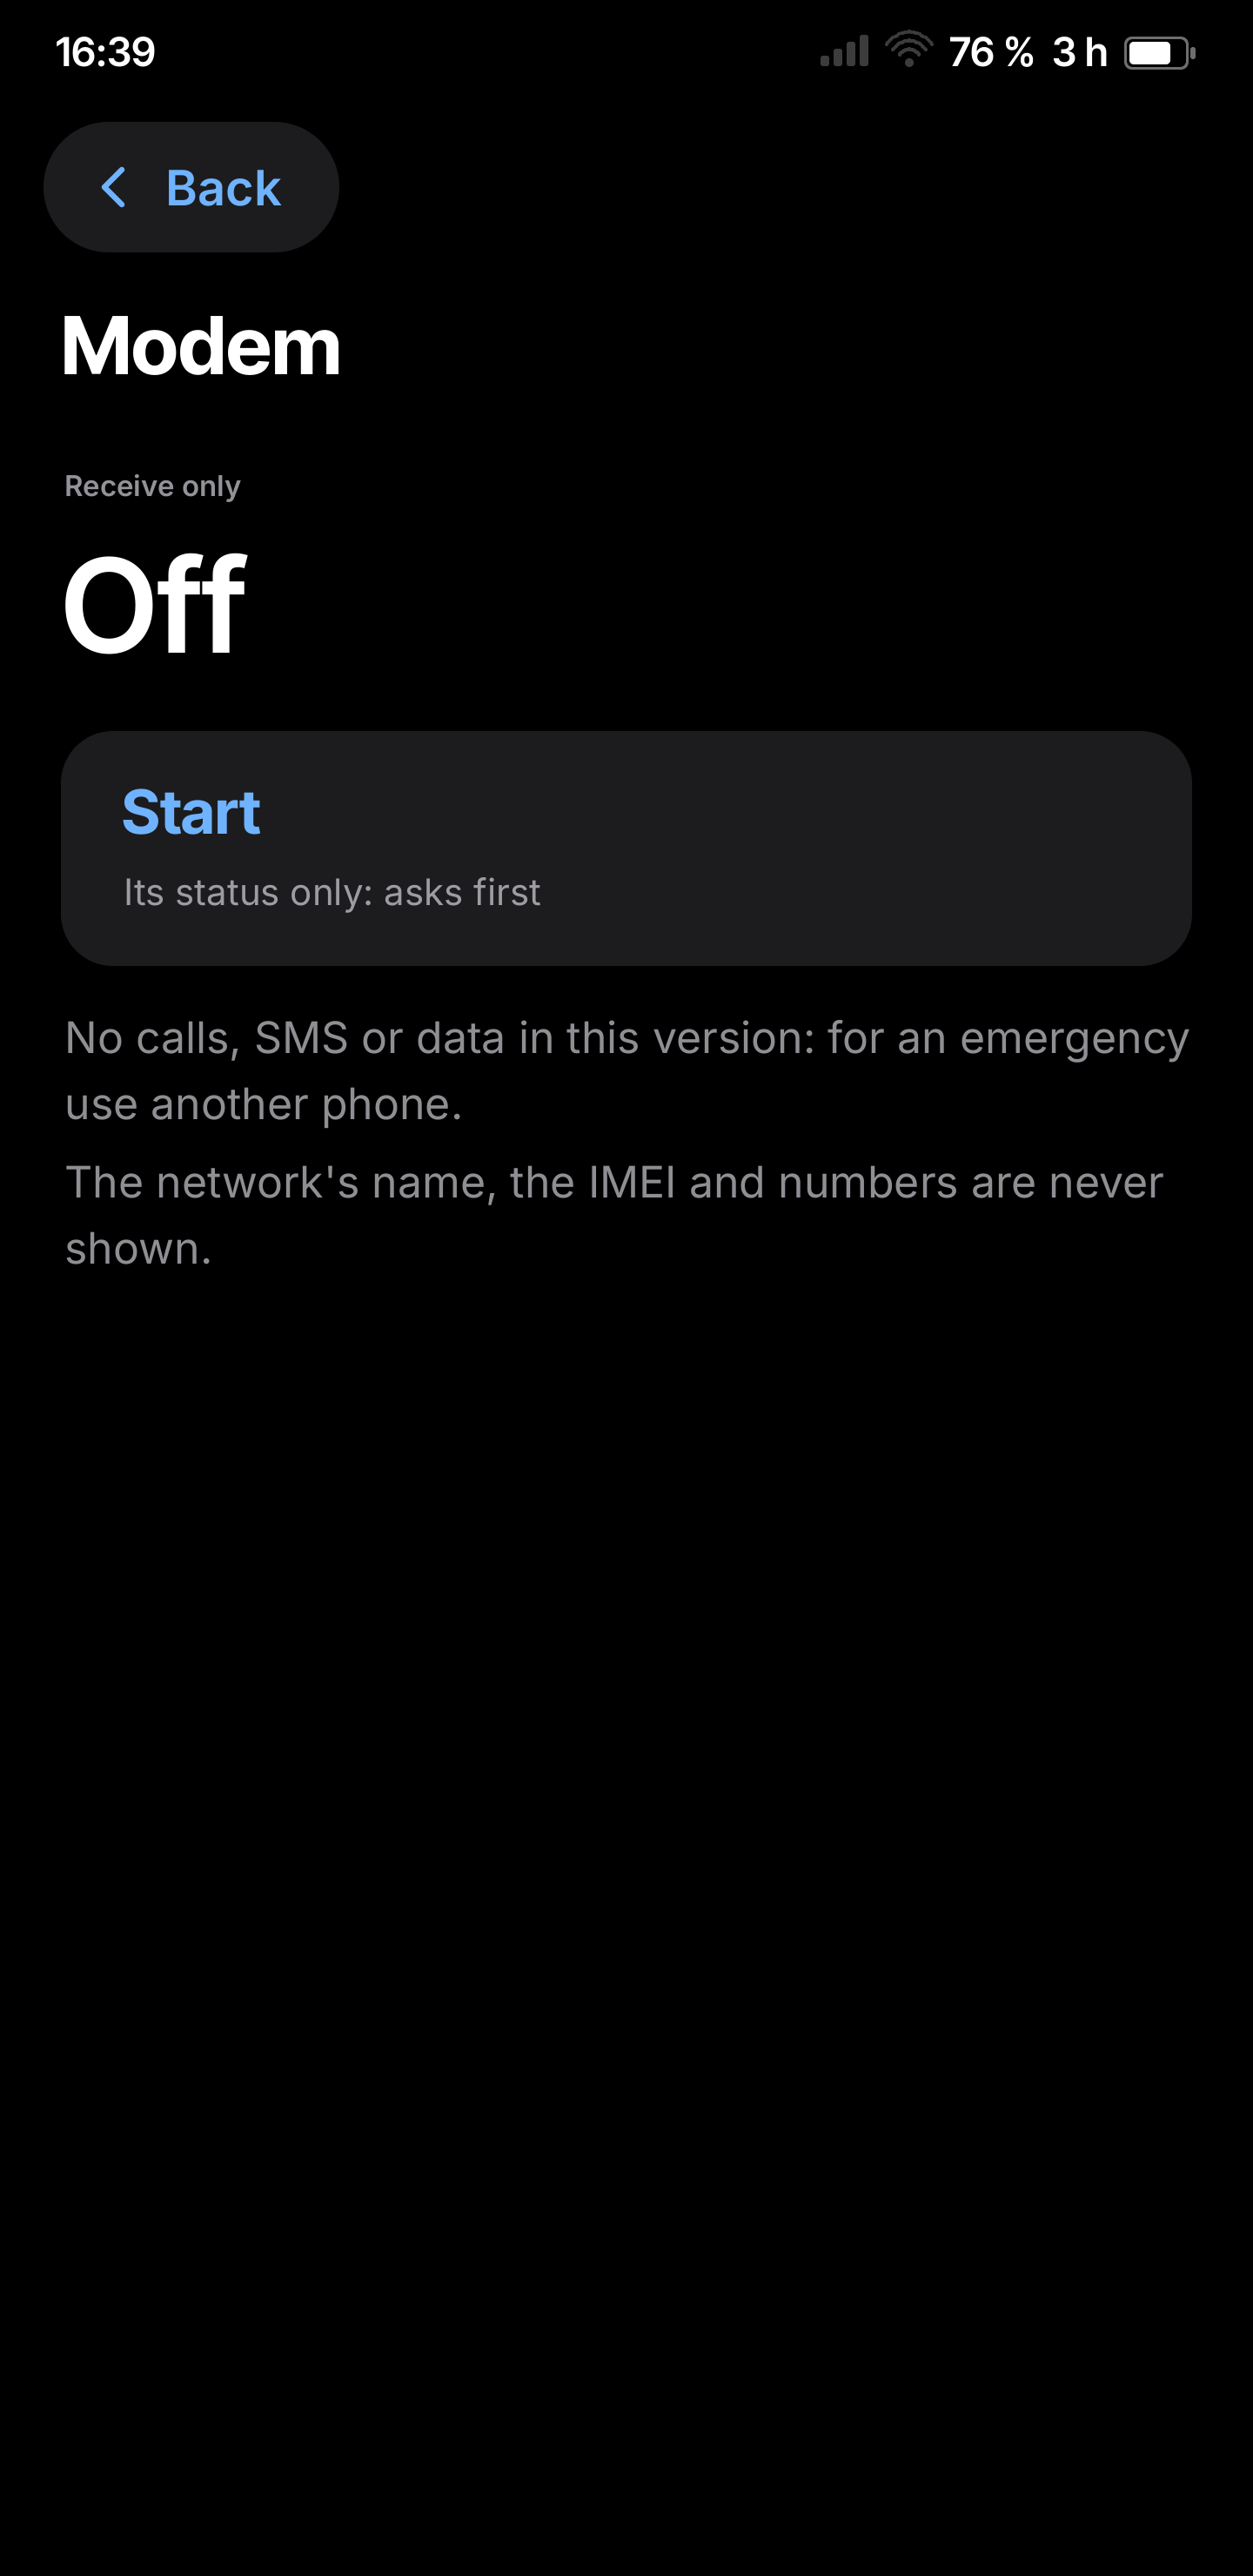 16:39
76 % 3 h
Back
Modem
Receive only
Off
Start
Its status only: asks first
No calls, SMS or data in this version: for an emergency
use another phone.
The network's name, the IMEI and numbers are never
shown.